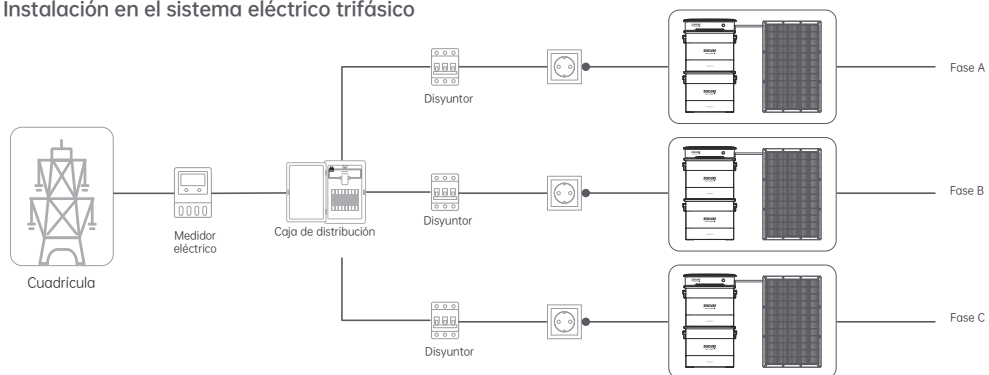 Instalación en el sistema eléctrico trifásico
Disyuntor
Fase A
Cuadrícula
Medidor
eléctrico
Caja de distribución
Disyuntor
Fase B
Disyuntor
Fase C